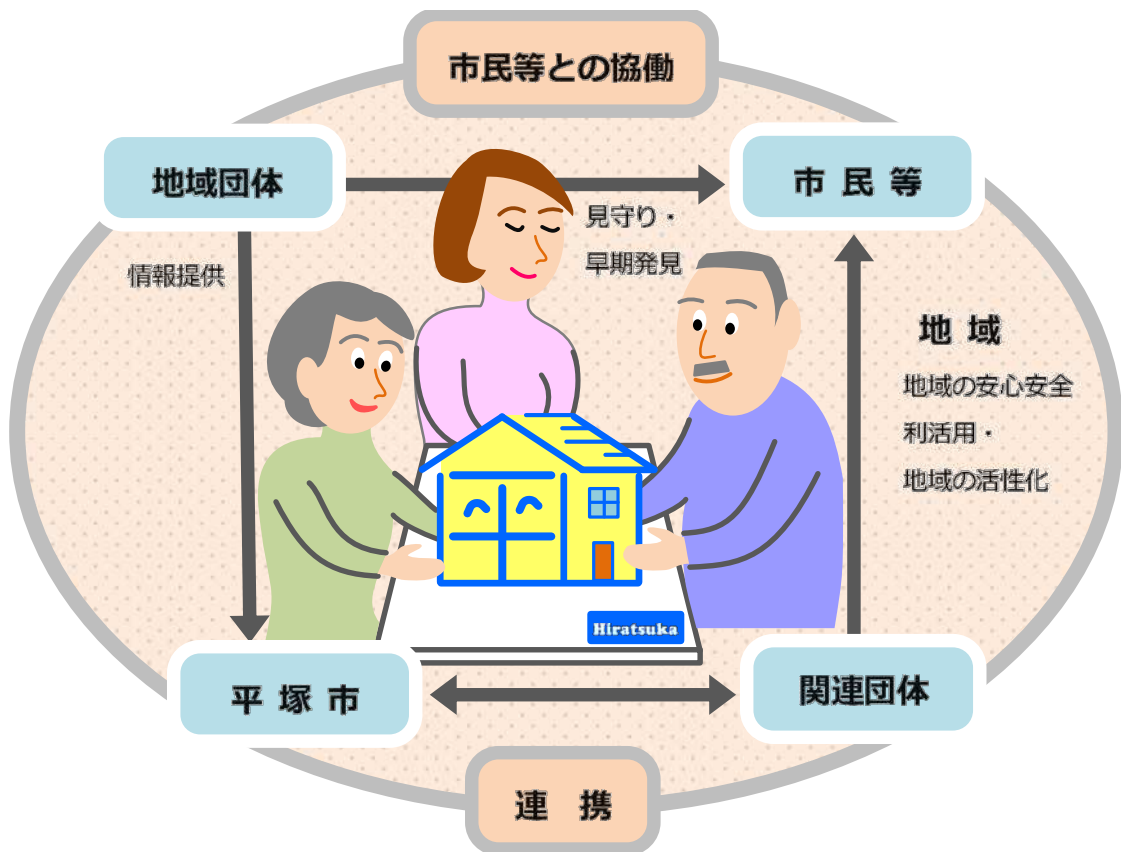 市民等との協働
地域団体
市 民 等
見守り・
早期発見
情報提供
地 域
地域の安心安全
利活用・
地域の活性化
Hiratsuka
平 塚 市
関連団体
連 携